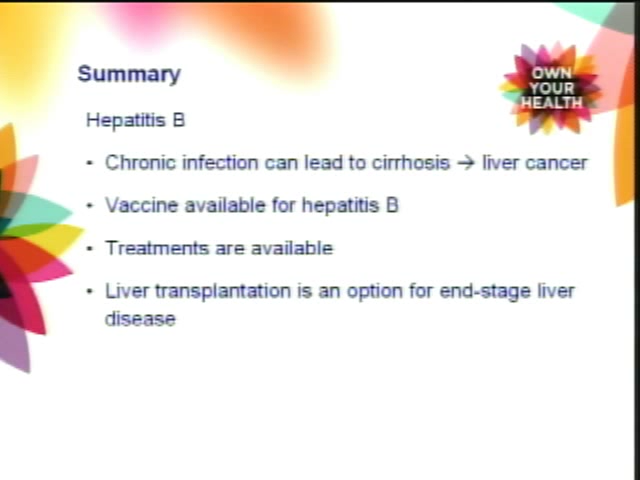 Summary
OWN
YOUR
HEALTH
Hepatitis B
• Chronic infection can lead to cirrhosis → liver cancer
• Vaccine available for hepatitis B
• Treatments are available
• Liver transplantation is an option for end-stage liver
disease